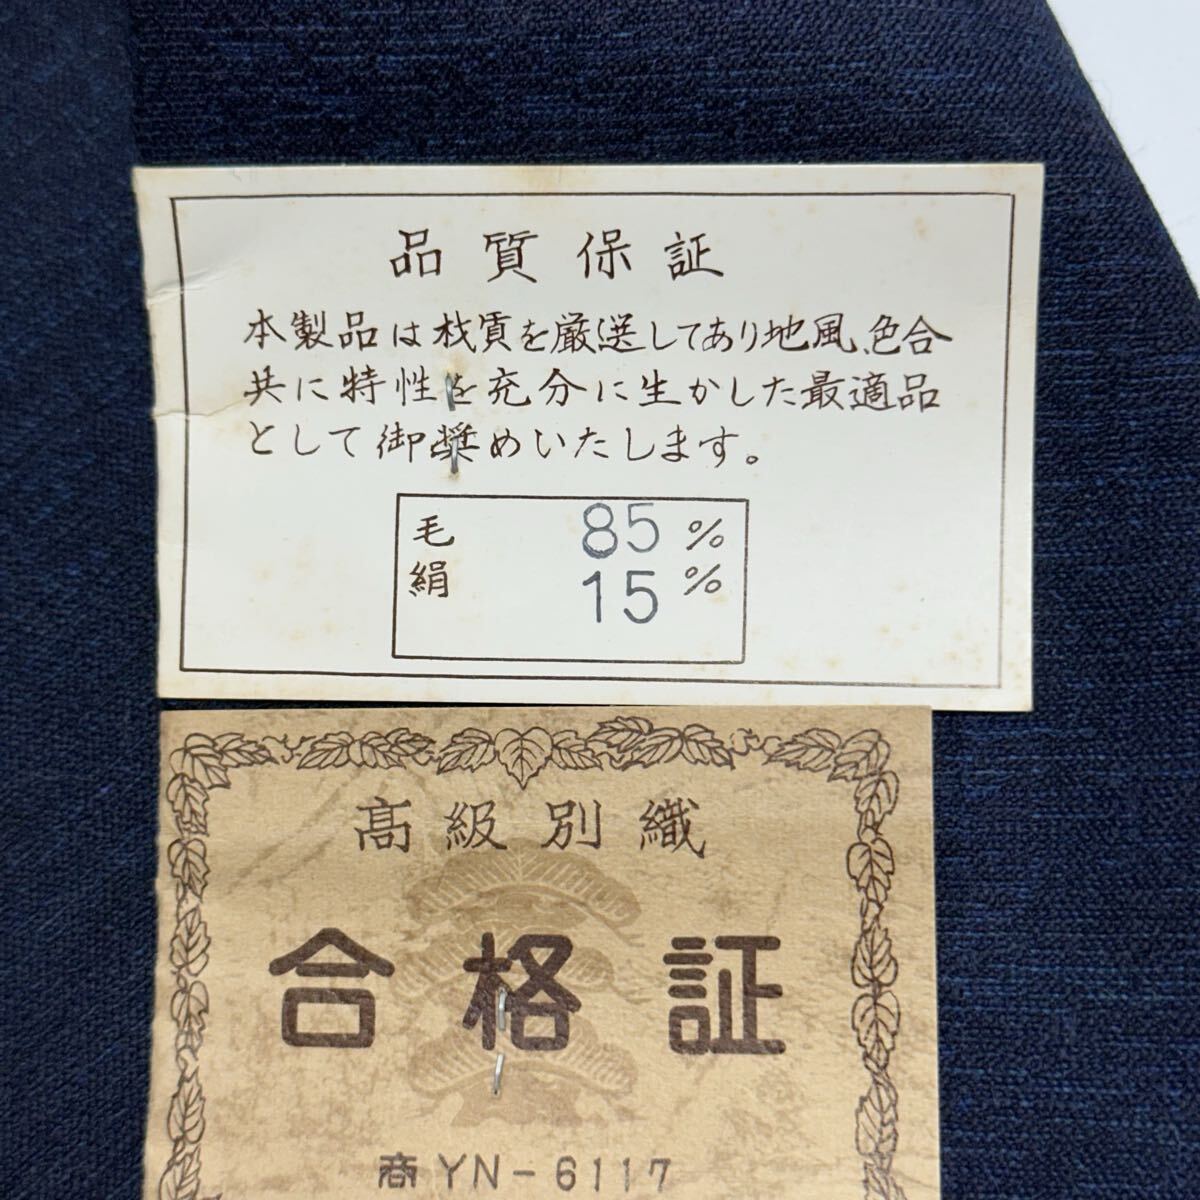 品質保証
本製品は材質を厳選してあり地風、色合
共に特性を充分に生かした最適品
として御奨めいたします。
毛 85%
絹 15%
高級別織
合格証
商YN-6117